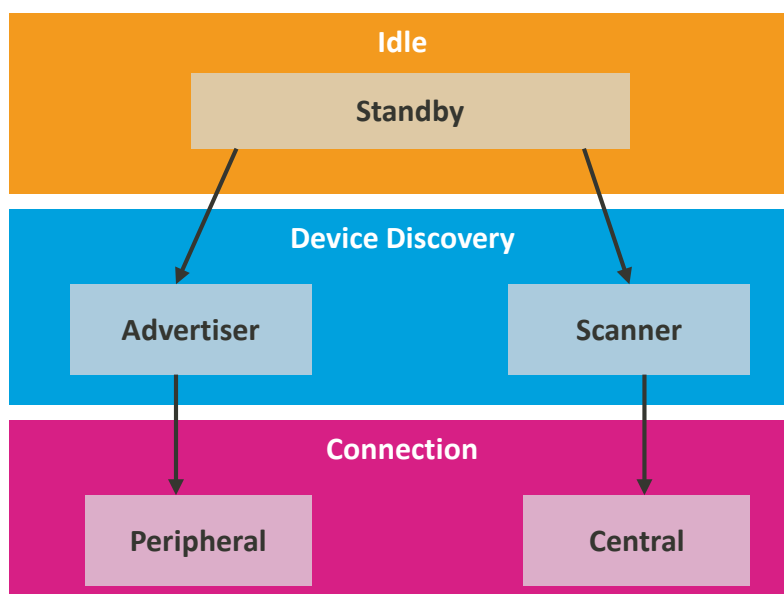 Idle
Standby
Device Discovery
Advertiser
Scanner
Connection
Peripheral
Central